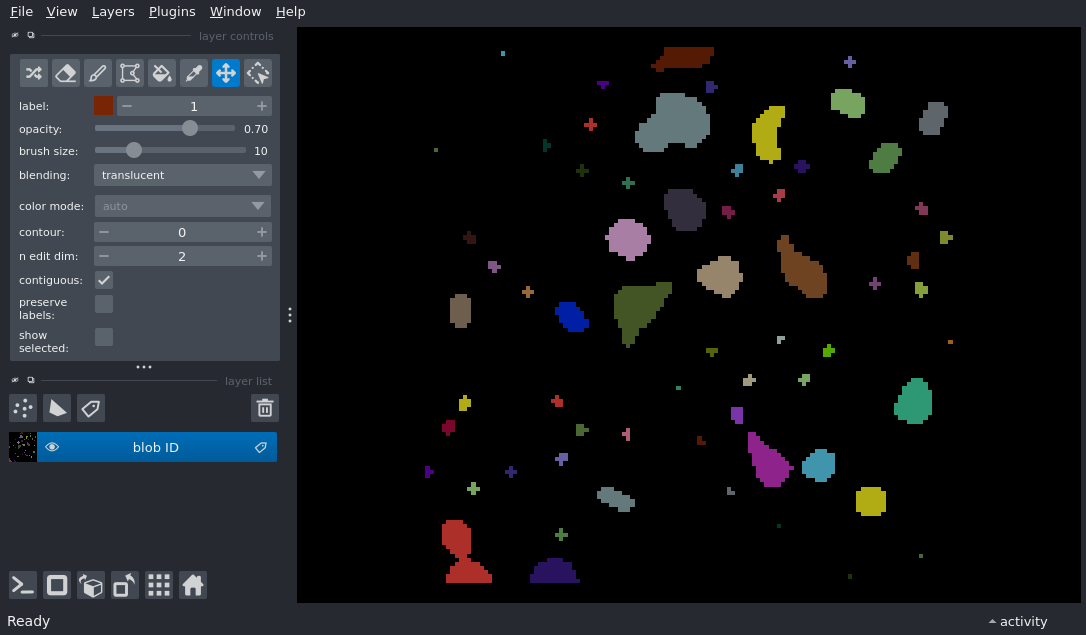 File View Layers Plugins Window Help
layer controls
label: 1
opacity: 0.70
brush size: 10
blending: translucent
color mode: auto
contour: 0
n edit dim: 2
contiguous:
preserve
labels:
show
selected:
layer list
blob ID
Ready
activity